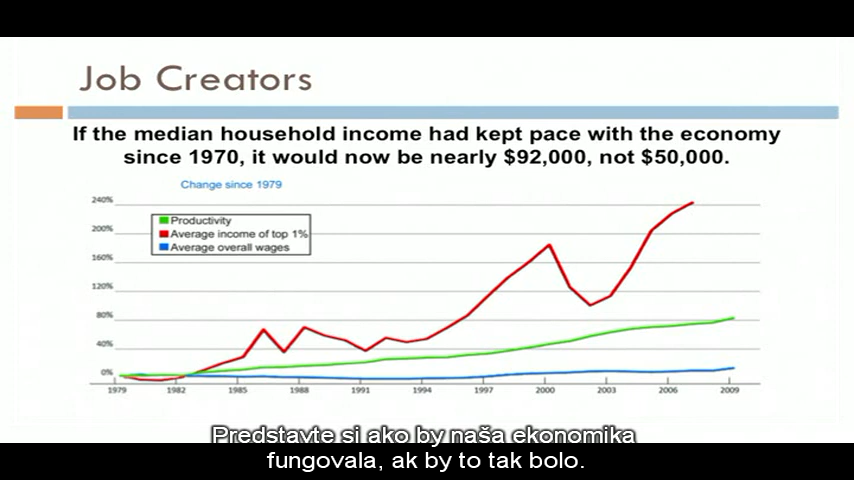 Job Creators
If the median household income had kept pace with the economy
since 1970, it would now be nearly $92,000, not $50,000.
Change since 1979
240%
200%
160%
120%
80%
40%
0%
Productivity
Average income of top 1%
Average overall wages
1979 1982 1985 1988 1991 1994 1997 2000 2003 2006 2009
Predstavte si ako by naša ekonomika
fungovala, ak by to tak bolo.